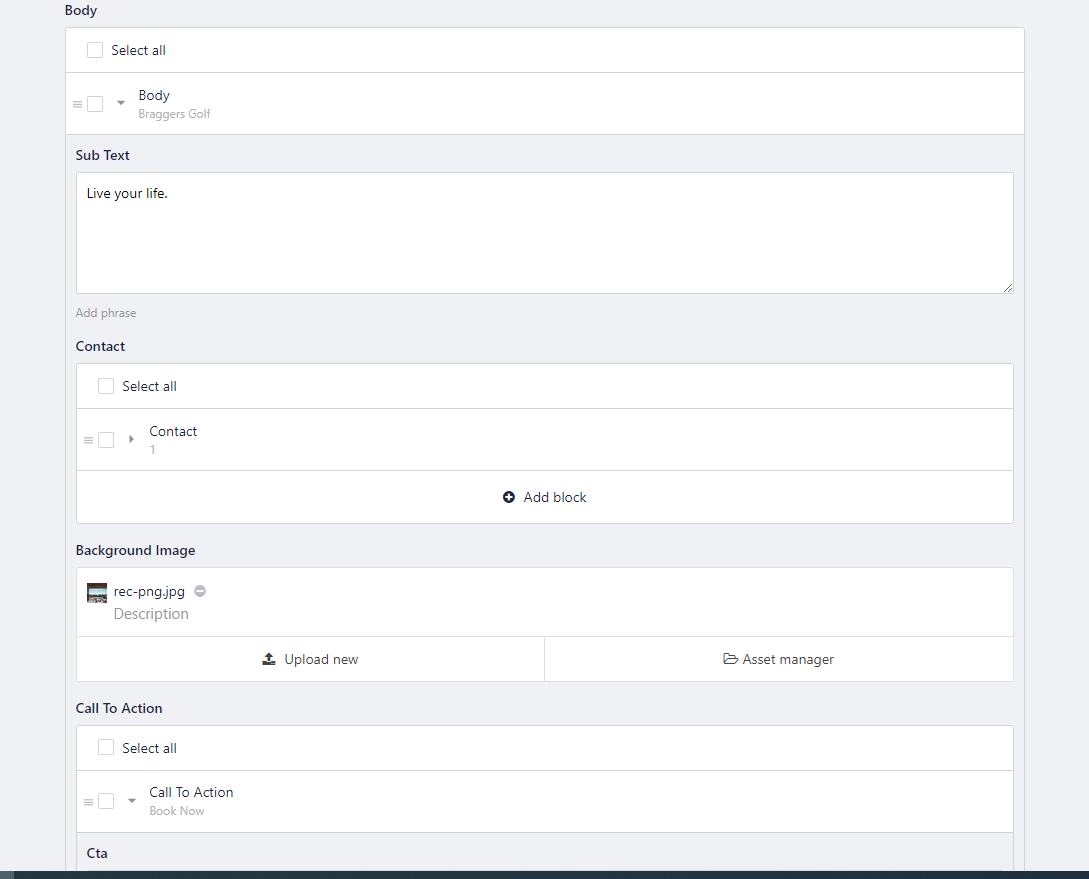 Body
Select all
Body
Braggers Golf
Sub Text
Live your life.
Add phrase
Contact
Select all
Contact
1
Add block
Background Image
rec-png.jpg
Description
Upload new
Asset manager
Call To Action
Select all
Call To Action
Book Now
Cta